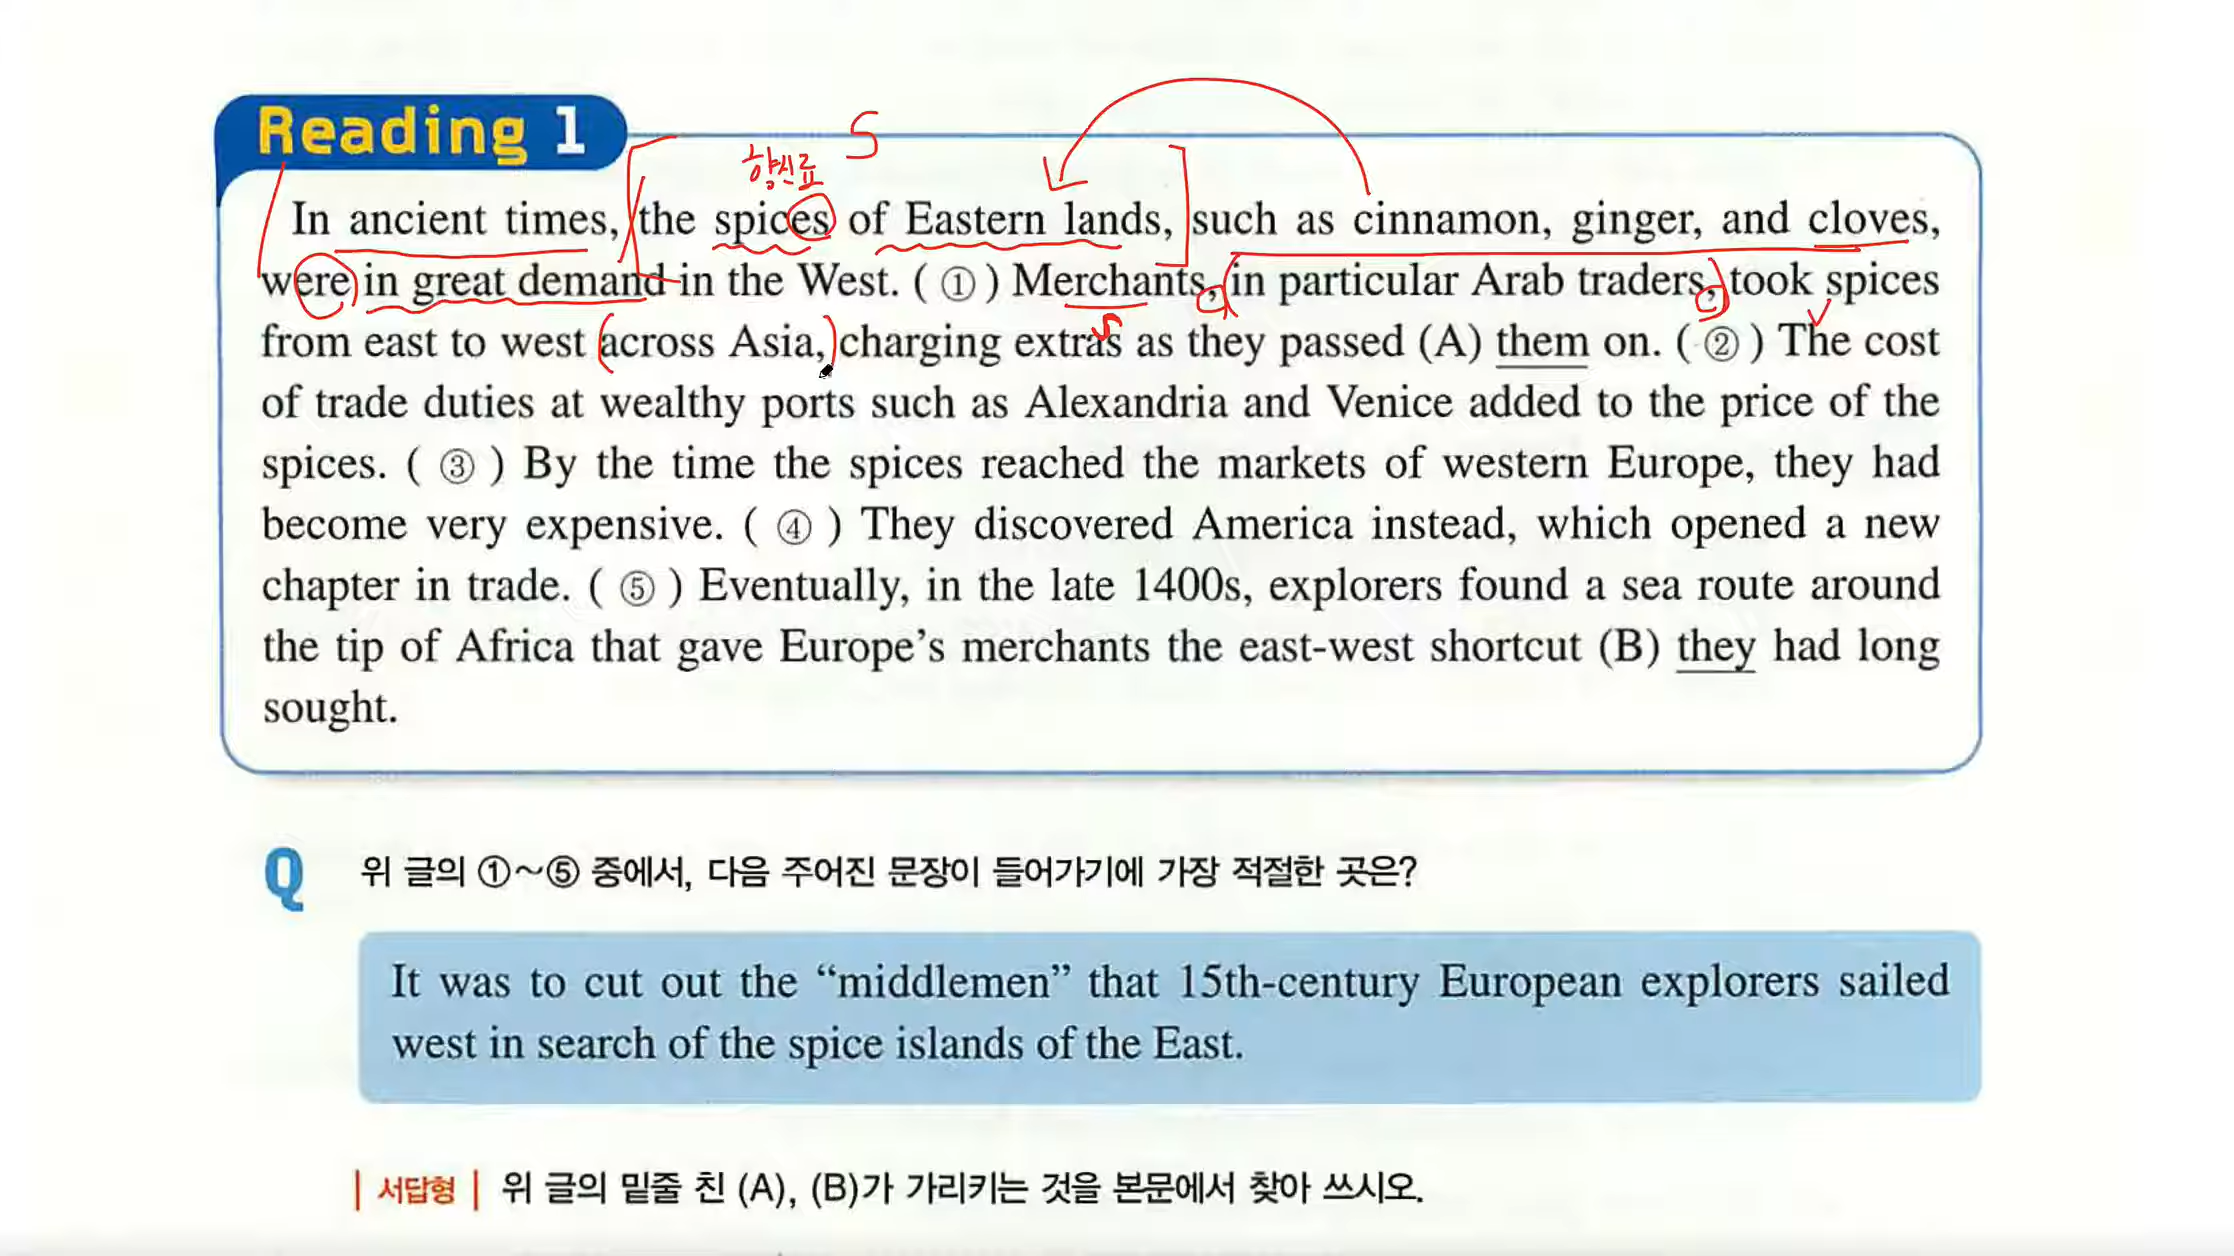 Reading 1
S
향신료
In ancient times, the spices of Eastern lands, such as cinnamon, ginger, and cloves,
were in great demand in the West. ( ① ) Merchants, in particular Arab traders, took spices
S
from east to west across Asia, charging extras as they passed (A) them on. ( ② ) The cost
of trade duties at wealthy ports such as Alexandria and Venice added to the price of the
spices. ( ③ ) By the time the spices reached the markets of western Europe, they had
become very expensive. ( ④ ) They discovered America instead, which opened a new
chapter in trade. ( ⑤ ) Eventually, in the late 1400s, explorers found a sea route around
the tip of Africa that gave Europe's merchants the east-west shortcut (B) they had long
sought.
Q 위 글의 ①~⑤ 중에서, 다음 주어진 문장이 들어가기에 가장 적절한 곳은?
It was to cut out the “middlemen” that 15th-century European explorers sailed
west in search of the spice islands of the East.
| 서답형 | 위 글의 밑줄 친 (A), (B)가 가리키는 것을 본문에서 찾아 쓰시오.